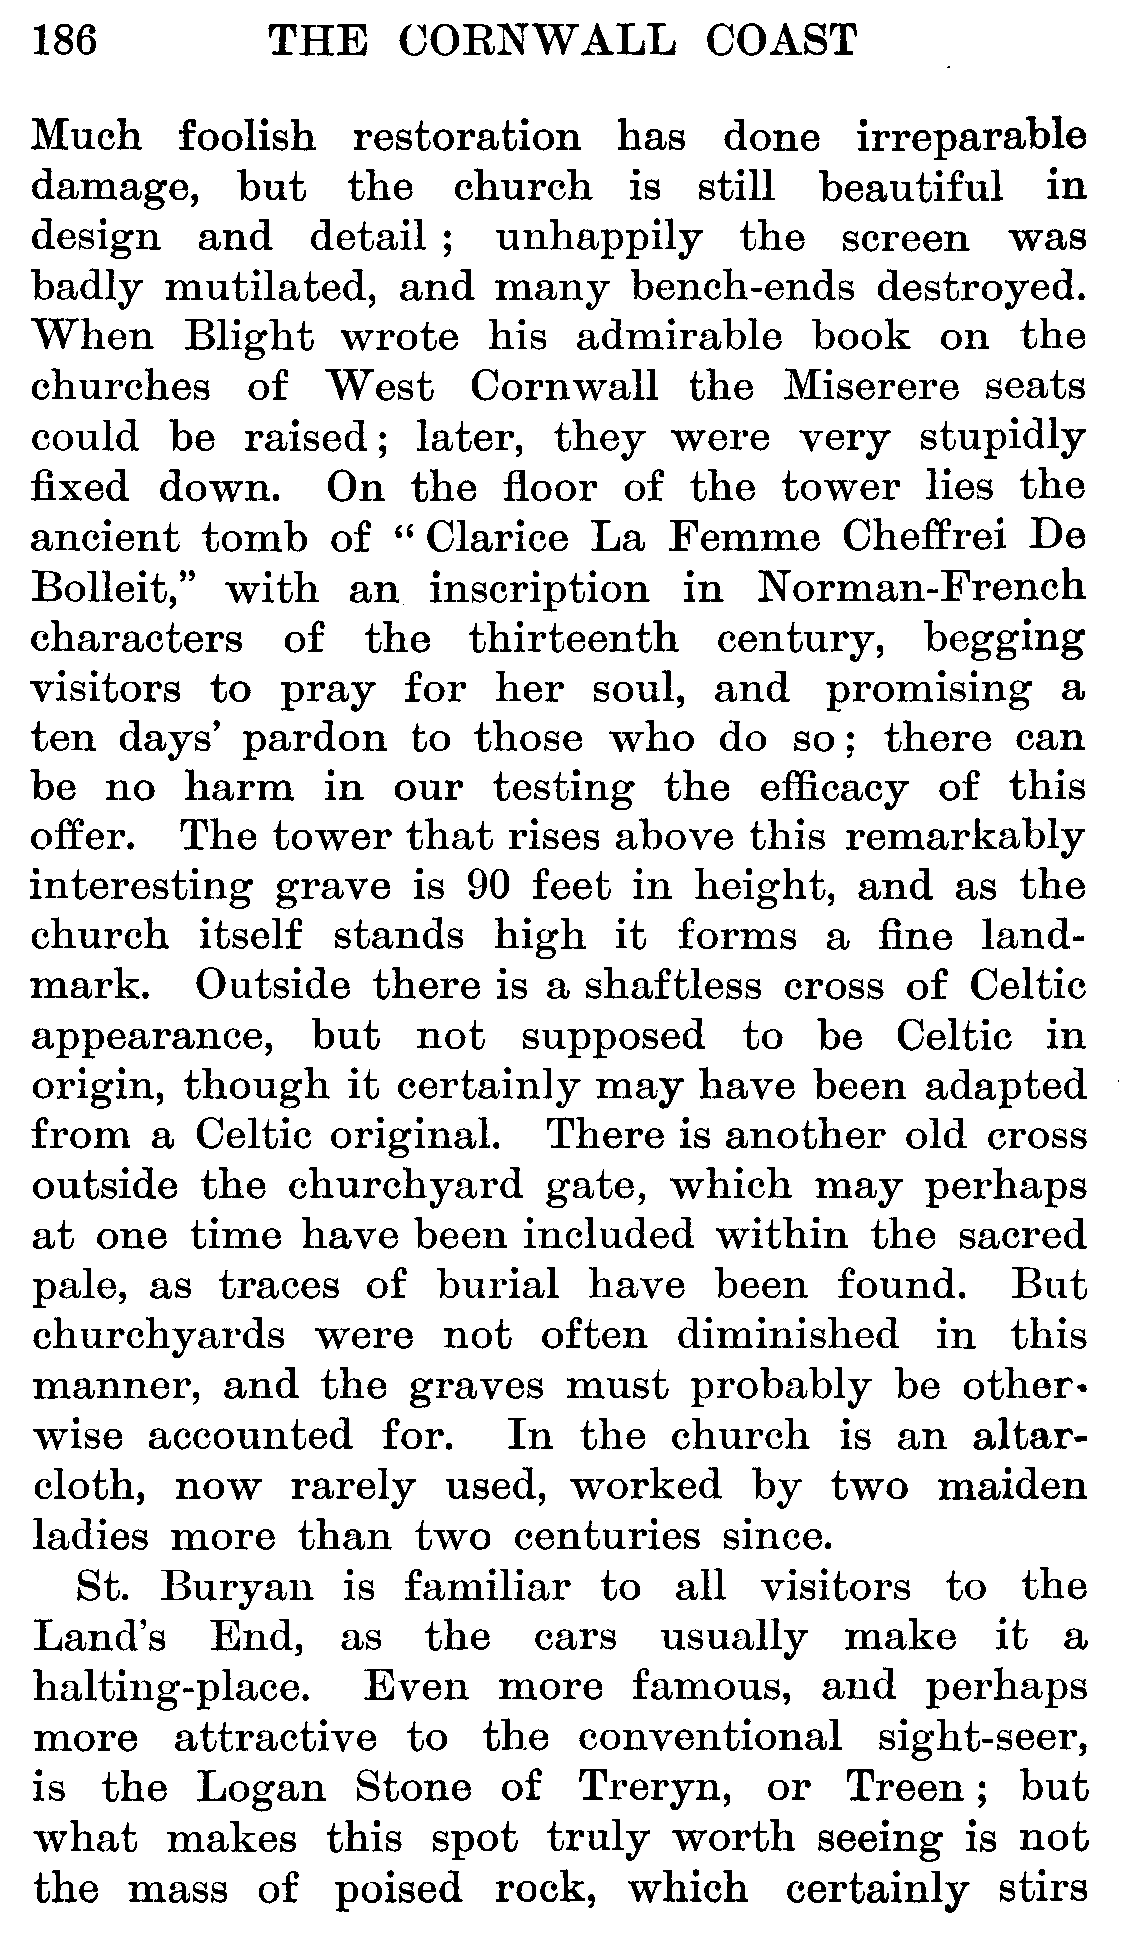 186 THE CORNWALL COAST
Much foolish restoration has done irreparable
damage, but the church is still beautiful in
design and detail ; unhappily the screen was
badly mutilated, and many bench-ends destroyed.
When Blight wrote his admirable book on the
churches of West Cornwall the Miserere seats
could be raised ; later, they were very stupidly
fixed down. On the floor of the tower lies the
ancient tomb of “ Clarice La Femme Cheffrei De
Bolleit,” with an inscription in Norman-French
characters of the thirteenth century, begging
visitors to pray for her soul, and promising a
ten days’ pardon to those who do so ; there can
be no harm in our testing the efficacy of this
offer. The tower that rises above this remarkably
interesting grave is 90 feet in height, and as the
church itself stands high it forms a fine land-
mark. Outside there is a shaftless cross of Celtic
appearance, but not supposed to be Celtic in
origin, though it certainly may have been adapted
from a Celtic original. There is another old cross
outside the churchyard gate, which may perhaps
at one time have been included within the sacred
pale, as traces of burial have been found. But
churchyards were not often diminished in this
manner, and the graves must probably be other-
wise accounted for. In the church is an altar-
cloth, now rarely used, worked by two maiden
ladies more than two centuries since.
St. Buryan is familiar to all visitors to the
Land’s End, as the cars usually make it a
halting-place. Even more famous, and perhaps
more attractive to the conventional sight-seer,
is the Logan Stone of Treryn, or Treen ; but
what makes this spot truly worth seeing is not
the mass of poised rock, which certainly stirs